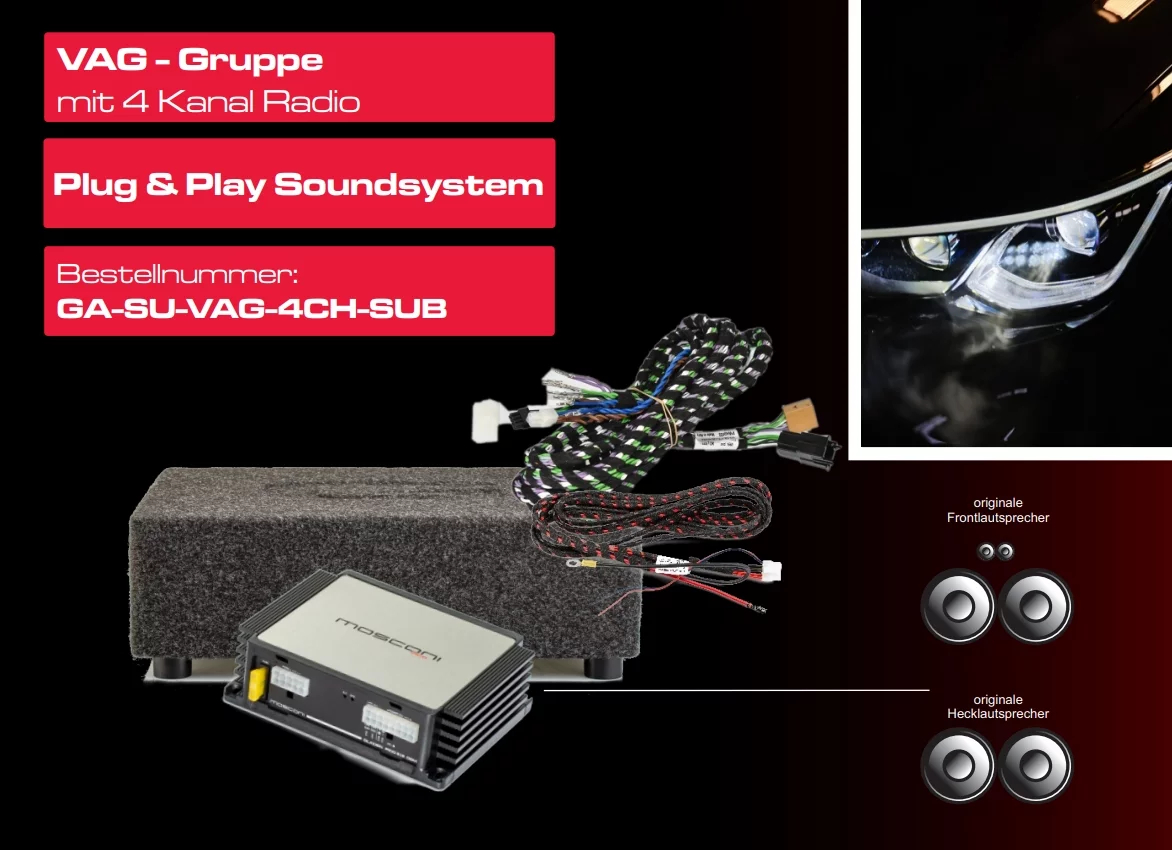 VAG - Gruppe
mit 4 Kanal Radio
Plug & Play Soundsystem
Bestellnummer:
GA-SU-VAG-4CH-SUB
originale
Frontlautsprecher
mosconi
mosconi
originale
Hecklautsprecher